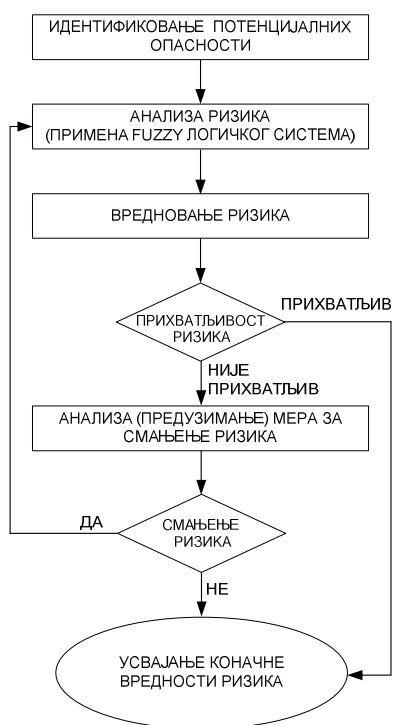 ИДЕНТИФИКОВАЊЕ ПОТЕНЦИЈАЛНИХ
ОПАСНОСТИ
АНАЛИЗА РИЗИКА
(ПРИМЕНА FUZZY ЛОГИЧКОГ СИСТЕМА)
ВРЕДНОВАЊЕ РИЗИКА
ПРИХВАТЉИВ
ПРИХВАТЉИВОСТ
РИЗИКА
НИЈЕ
ПРИХВАТЉИВ
АНАЛИЗА (ПРЕДУЗИМАЊЕ) МЕРА ЗА
СМАЊЕЊЕ РИЗИКА
ДА
СМАЊЕЊЕ
РИЗИКА
НЕ
УСВАЈАЊЕ КОНАЧНЕ
ВРЕДНОСТИ РИЗИКА